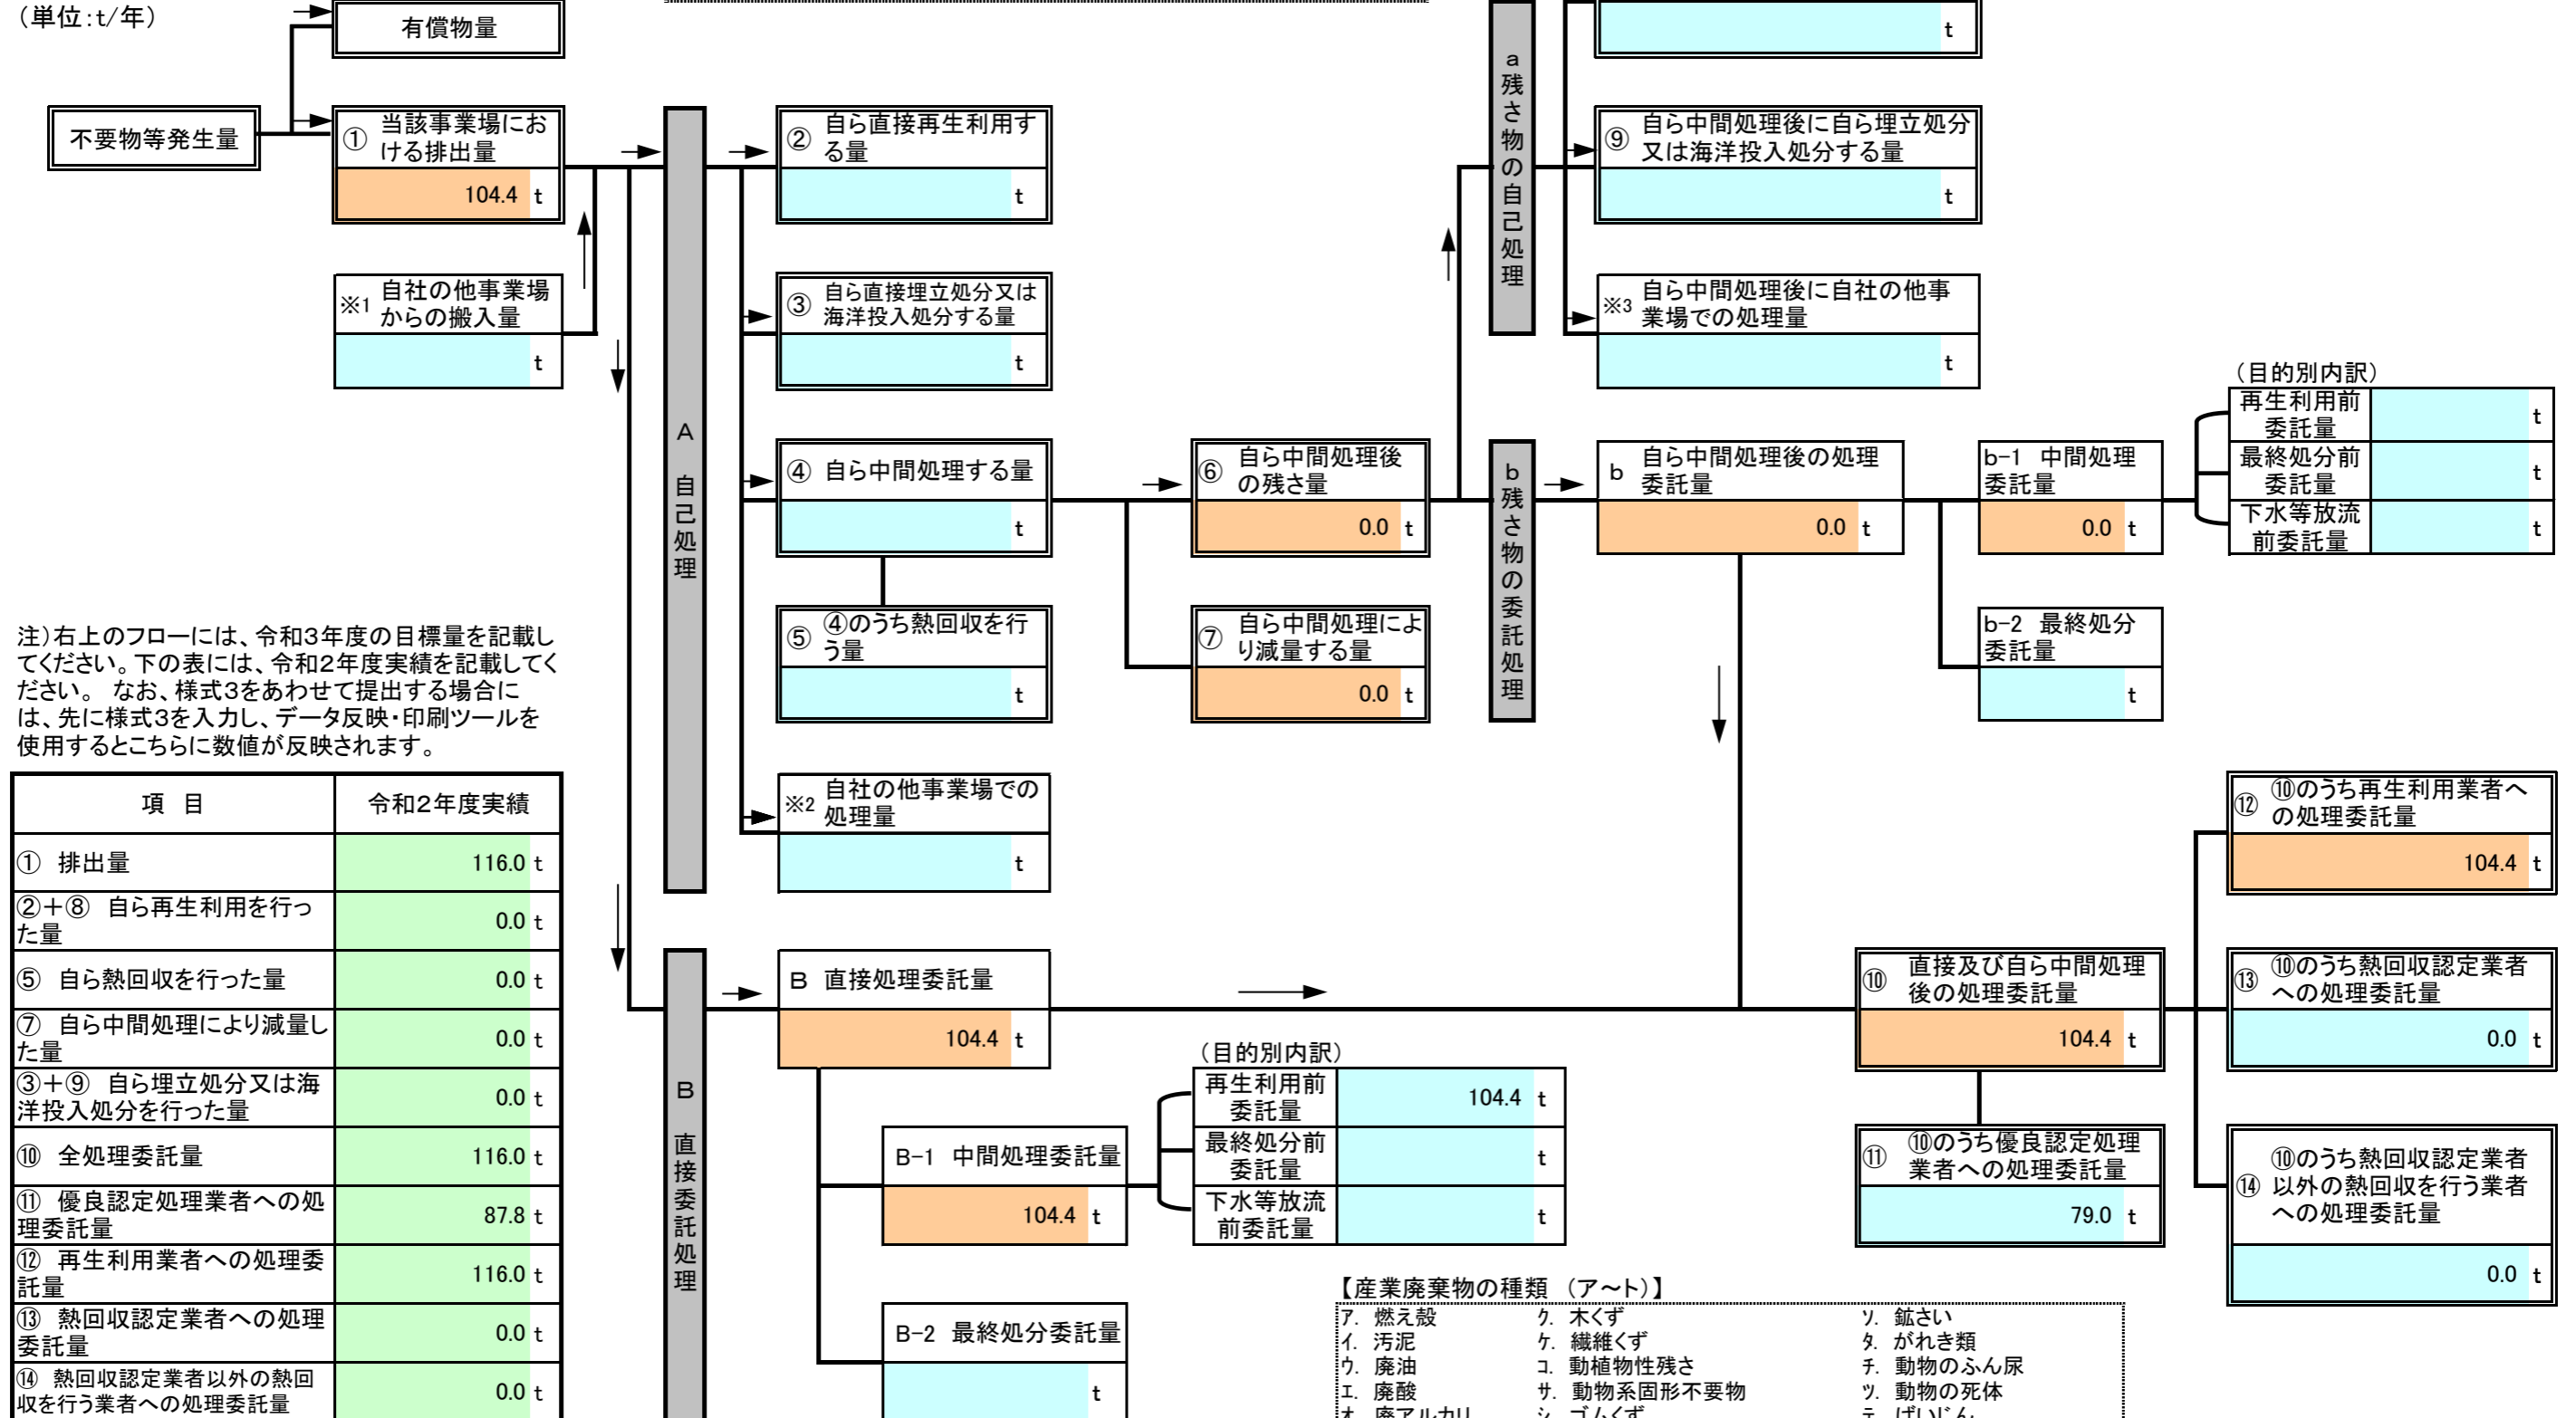 （単位：t/年）
有償物量
不要物等発生量
① 当該事業場にお
ける排出量
104.4 t
※1 自社の他事業場
からの搬入量
t
A 自己処理
② 自ら直接再生利用す
る量
t
③ 自ら直接埋立処分又は
海洋投入処分する量
t
④ 自ら中間処理する量
t
⑤ ④のうち熱回収を行
う量
t
※2 自社の他事業場での
処理量
t
⑥ 自ら中間処理後
の残さ量
0.0 t
⑦ 自ら中間処理によ
り減量する量
0.0 t
a 残さ物の自己処理
t
⑨ 自ら中間処理後に自ら埋立処分
又は海洋投入処分する量
t
※3 自ら中間処理後に自社の他事
業場での処理量
t
b 残さ物の委託処理
b 自ら中間処理後の処理
委託量
0.0 t
b-1 中間処理
委託量
0.0 t
（目的別内訳）
再生利用前
委託量
t
最終処分前
委託量
t
下水等放流
前委託量
t
b-2 最終処分
委託量
t
注）右上のフローには、令和３年度の目標量を記載し
てください。下の表には、令和２年度実績を記載してく
ださい。 なお、様式３をあわせて提出する場合に
は、先に様式３を入力し、データ反映・印刷ツールを
使用するとこちらに数値が反映されます。
項 目 令和２年度実績
① 排出量 116.0 t
②＋⑧ 自ら再生利用を行っ
た量 0.0 t
⑤ 自ら熱回収を行った量 0.0 t
⑦ 自ら中間処理により減量し
た量 0.0 t
③＋⑨ 自ら埋立処分又は海
洋投入処分を行った量 0.0 t
⑩ 全処理委託量 116.0 t
⑪ 優良認定処理業者への処
理委託量 87.8 t
⑫ 再生利用業者への処理委
託量 116.0 t
⑬ 熱回収認定業者への処理
委託量 0.0 t
⑭ 熱回収認定業者以外の熱回
収を行う業者への処理委託量 0.0 t
B 直接委託処理
B 直接処理委託量
104.4 t
B-1 中間処理委託量
104.4 t
（目的別内訳）
再生利用前
委託量
104.4 t
最終処分前
委託量
t
下水等放流
前委託量
t
B-2 最終処分委託量
t
⑩ 直接及び自ら中間処理
後の処理委託量
104.4 t
⑪ ⑩のうち優良認定処理
業者への処理委託量
79.0 t
⑫ ⑩のうち再生利用業者へ
の処理委託量
104.4 t
⑬ ⑩のうち熱回収認定業者
への処理委託量
0.0 t
⑭ ⑩のうち熱回収認定業者
以外の熱回収を行う業者
への処理委託量
0.0 t
【産業廃棄物の種類 （ア～ト）】
ｱ. 燃え殻 ｸ. 木くず ｿ. 鉱さい
ｲ. 汚泥 ｹ. 繊維くず ﾀ. がれき類
ｳ. 廃油 ｺ. 動植物性残さ ﾁ. 動物のふん尿
ｴ. 廃酸 ｻ. 動物系固形不要物 ﾂ. 動物の死体
ｵ. 廃アルカリ ｼ. ゴムくず ﾃ. ばいじん